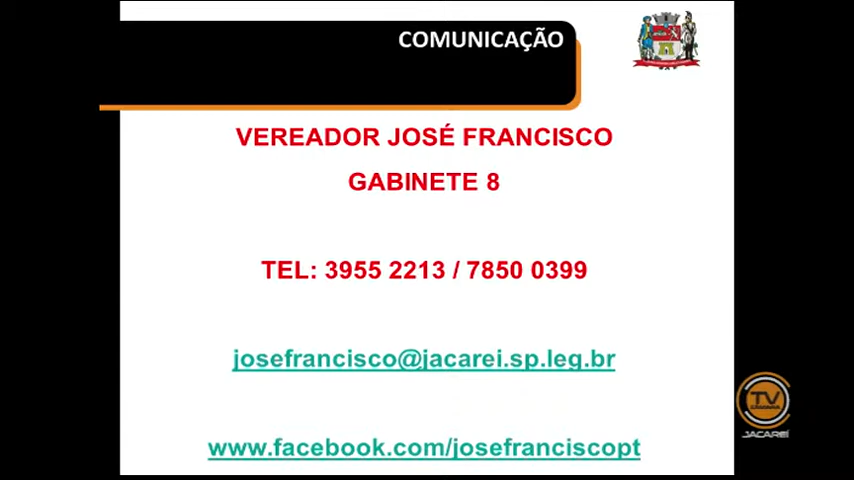 COMUNICAÇÃO
VEREADOR JOSÉ FRANCISCO
GABINETE 8
TEL: 3955 2213 / 7850 0399
josefrancisco@jacarei.sp.leg.br
www.facebook.com/josefranciscopt
TV
CÂMARA
JACAREÍ